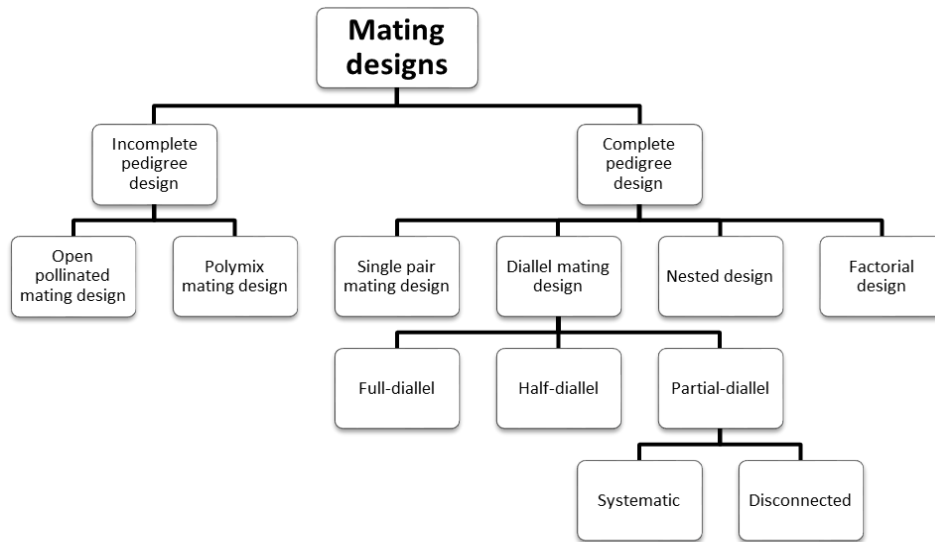 Mating
designs
Incomplete
pedigree
design
Complete
pedigree
design
Open
pollinated
mating design
Polymix
mating design
Single pair
mating design
Diallel mating
design
Nested design
Factorial
design
Full-diallel
Half-diallel
Partial-diallel
Systematic
Disconnected